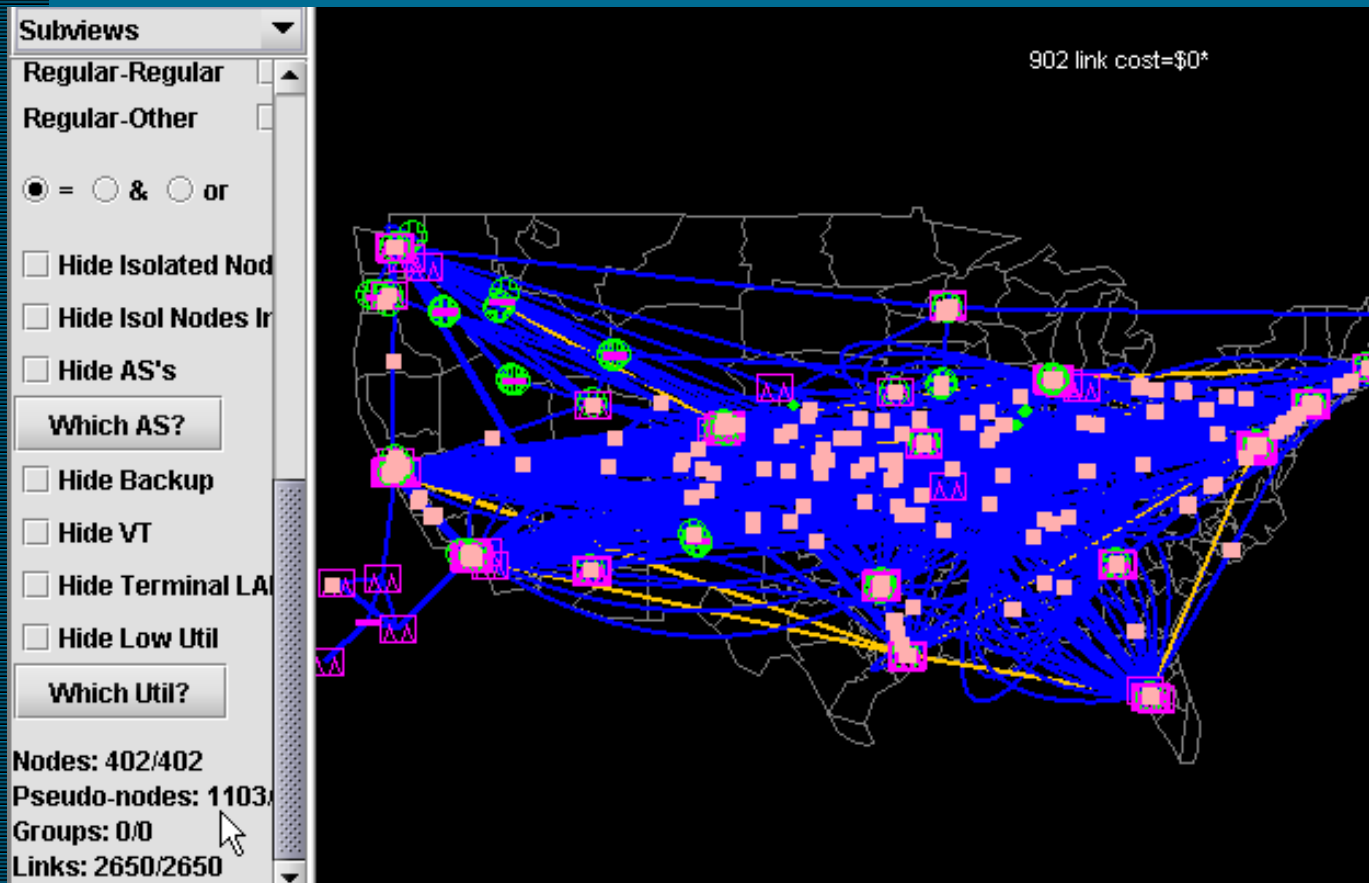 Subviews
Regular-Regular
Regular-Other
= & or
Hide Isolated Nod
Hide Isol Nodes Ir
Hide AS's
Which AS?
Hide Backup
Hide VT
Hide Terminal LAI
Hide Low Util
Which Util?
Nodes: 402/402
Pseudo-nodes: 1103/
Groups: 0/0
Links: 2650/2650
902 link cost=$0*